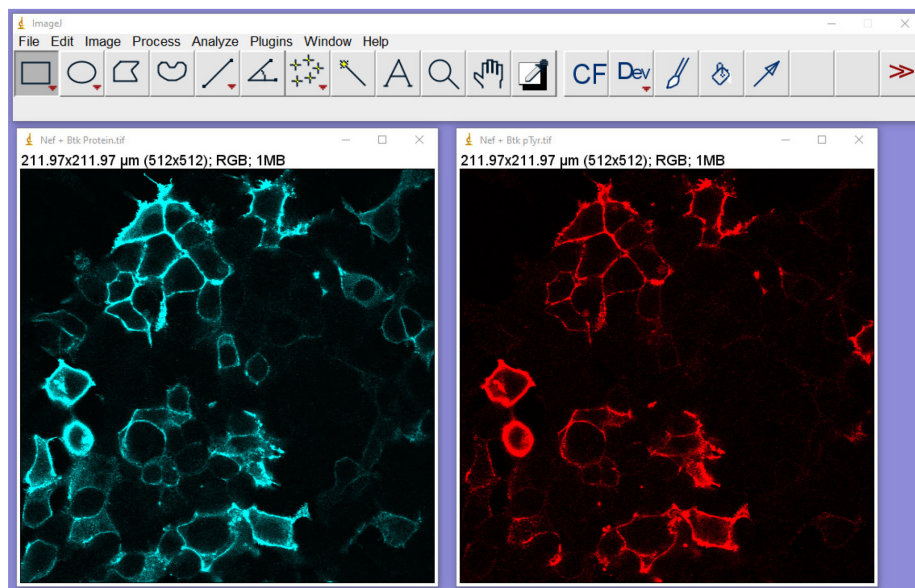 ImageJ
File Edit Image Process Analyze Plugins Window Help
A CF Dev >>
Nef + Btk Protein.tif
211.97x211.97 µm (512x512); RGB; 1MB
Nef + Btk pTyr.tif
211.97x211.97 µm (512x512); RGB; 1MB